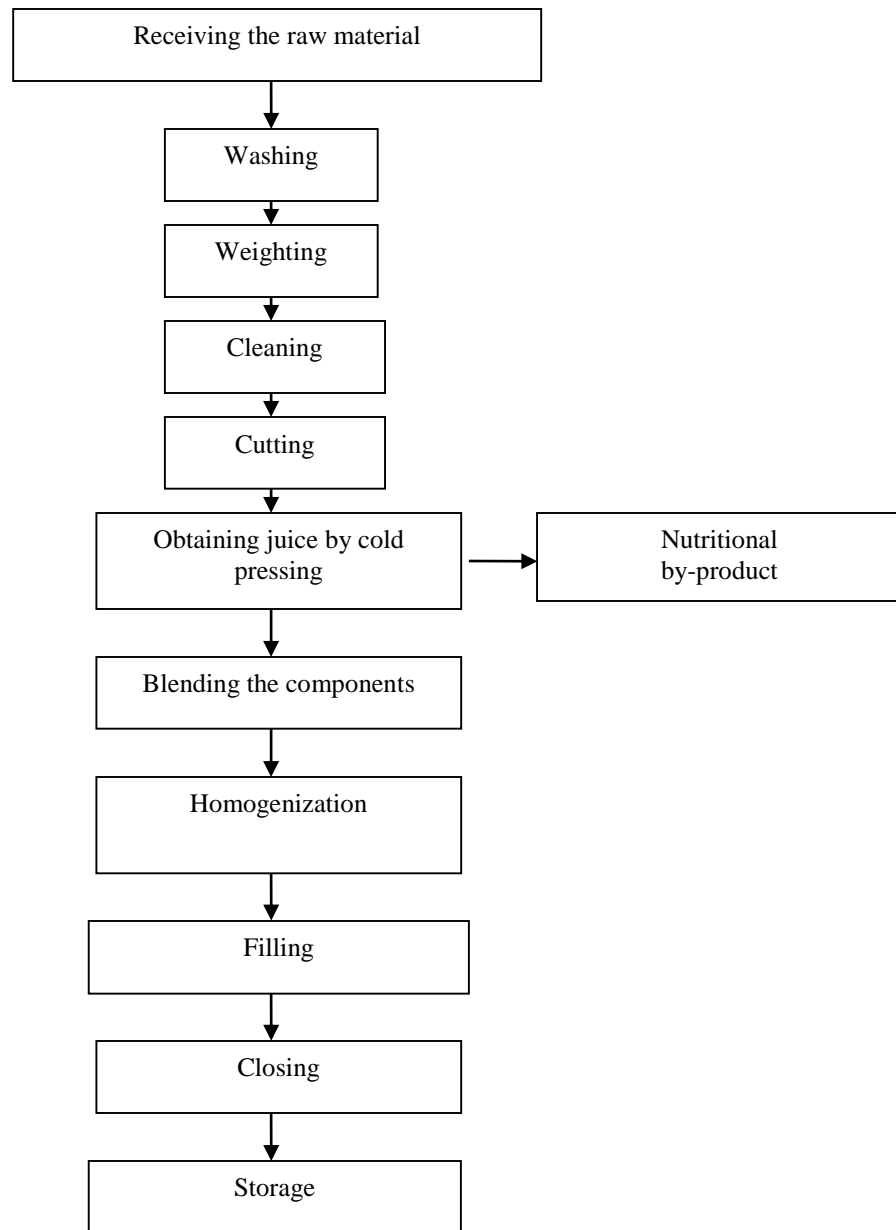 Receiving the raw material
Washing
Weighting
Cleaning
Cutting
Obtaining juice by cold
pressing
Nutritional
by-product
Blending the components
Homogenization
Filling
Closing
Storage